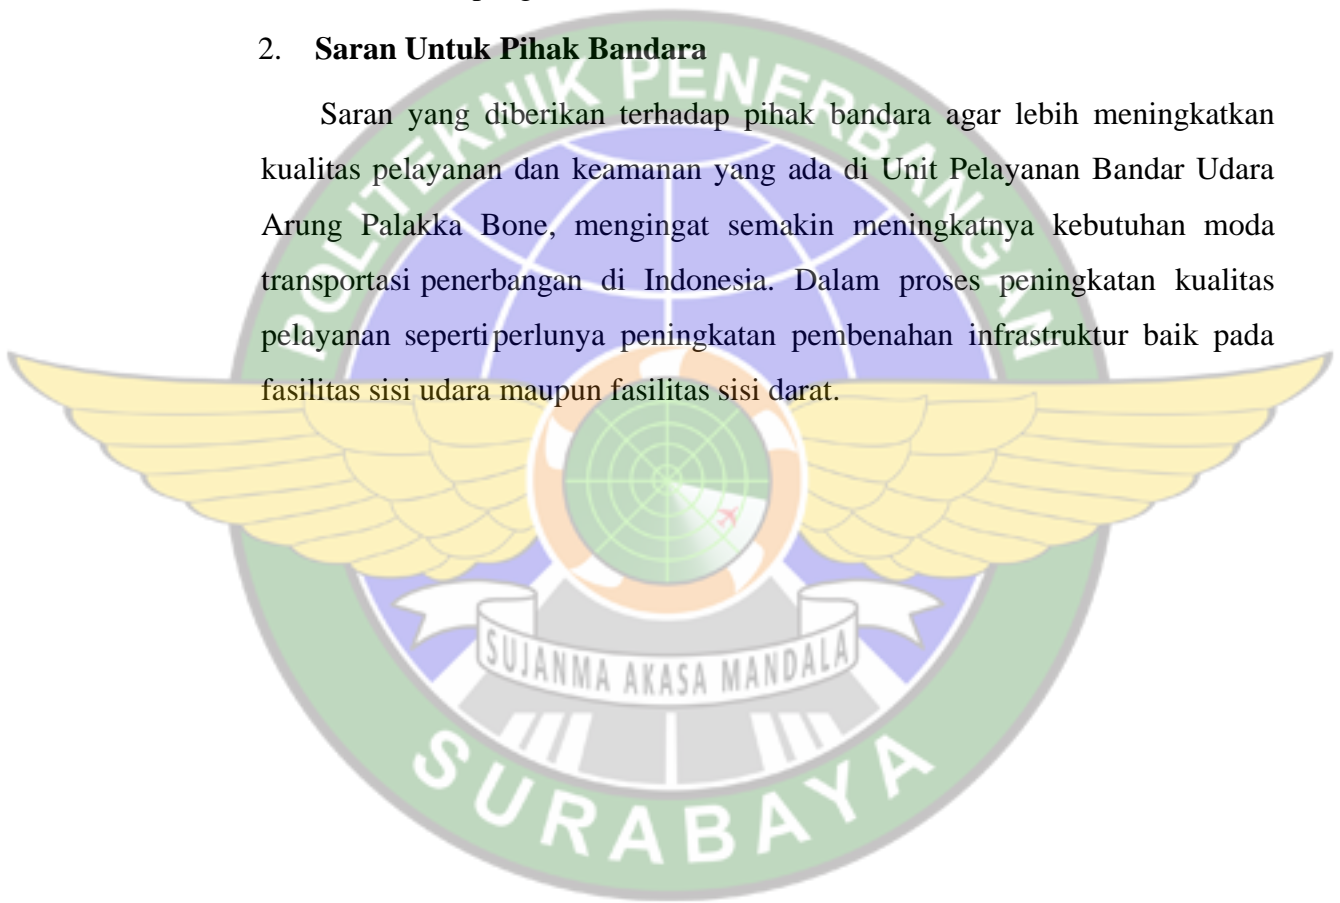 2. Saran Untuk Pihak Bandara
Saran yang diberikan terhadap pihak bandara agar lebih meningkatkan
kualitas pelayanan dan keamanan yang ada di Unit Pelayanan Bandar Udara
Arung Palakka Bone, mengingat semakin meningkatnya kebutuhan moda
transportasi penerbangan di Indonesia. Dalam proses peningkatan kualitas
pelayanan sepertiperlunya peningkatan pembenahan infrastruktur baik pada
fasilitas sisi udara maupun fasilitas sisi darat.
POLITEKNIK PENERBANGAN
SUJANMA AKASA MANDALA
SURABAYA